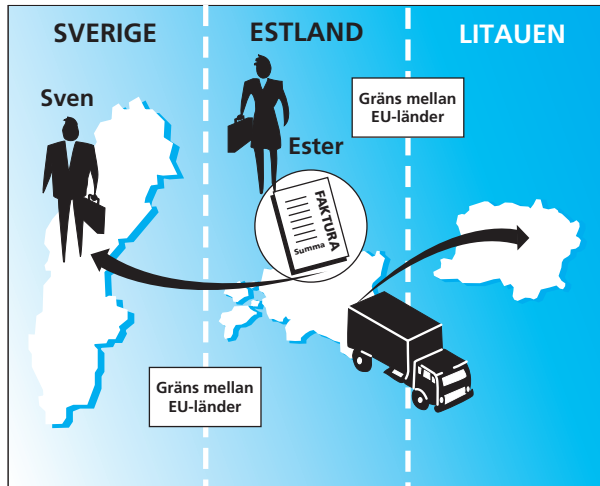 SVERIGE
ESTLAND
LITAUEN
Sven
Gräns mellan
EU-länder
Ester
FAKTURA
Summa
Gräns mellan
EU-länder